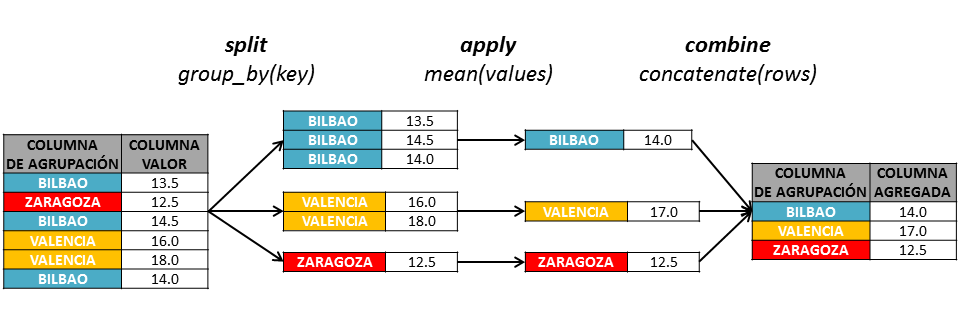 split
group_by(key)
apply
mean(values)
combine
concatenate(rows)
COLUMNA DE AGRUPACIÓN
COLUMNA VALOR
BILBAO 13.5
ZARAGOZA 12.5
BILBAO 14.5
VALENCIA 16.0
VALENCIA 18.0
BILBAO 14.0
BILBAO 13.5
BILBAO 14.5
BILBAO 14.0
VALENCIA 16.0
VALENCIA 18.0
ZARAGOZA 12.5
BILBAO 14.0
VALENCIA 17.0
ZARAGOZA 12.5
COLUMNA DE AGRUPACIÓN
COLUMNA AGREGADA
BILBAO 14.0
VALENCIA 17.0
ZARAGOZA 12.5